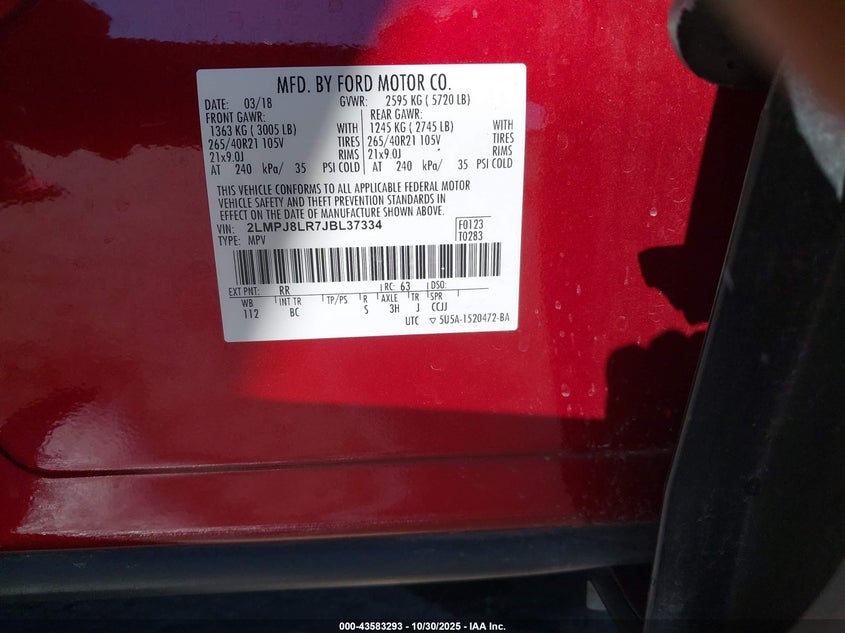 MFD. BY FORD MOTOR CO.
DATE: 03/18 GVWR: 2595 KG ( 5720 LB)
FRONT GAWR: REAR GAWR:
1363 KG ( 3005 LB) WITH 1245 KG ( 2745 LB) WITH
265/40R21 105V TIRES 265/40R21 105V TIRES
21x9.0J RIMS 21x9.0J RIMS
AT 240 kPa/ 35 PSI COLD AT 240 kPa/ 35 PSI COLD
THIS VEHICLE CONFORMS TO ALL APPLICABLE FEDERAL MOTOR
VEHICLE SAFETY AND THEFT PREVENTION STANDARDS IN
EFFECT ON THE DATE OF MANUFACTURE SHOWN ABOVE.
VIN: 2LMPJ8LR7JBL37334 F0123
TYPE: MPV T0283
EXT PNT: RR RC: 63 DSO:
WB INT TR TP/PS R AXLE TR SPR
112 BC S 3H J CCJJ
UTC ▽ 5U5A-1520472-BA
000-43583293 - 10/30/2025 - IAA Inc.